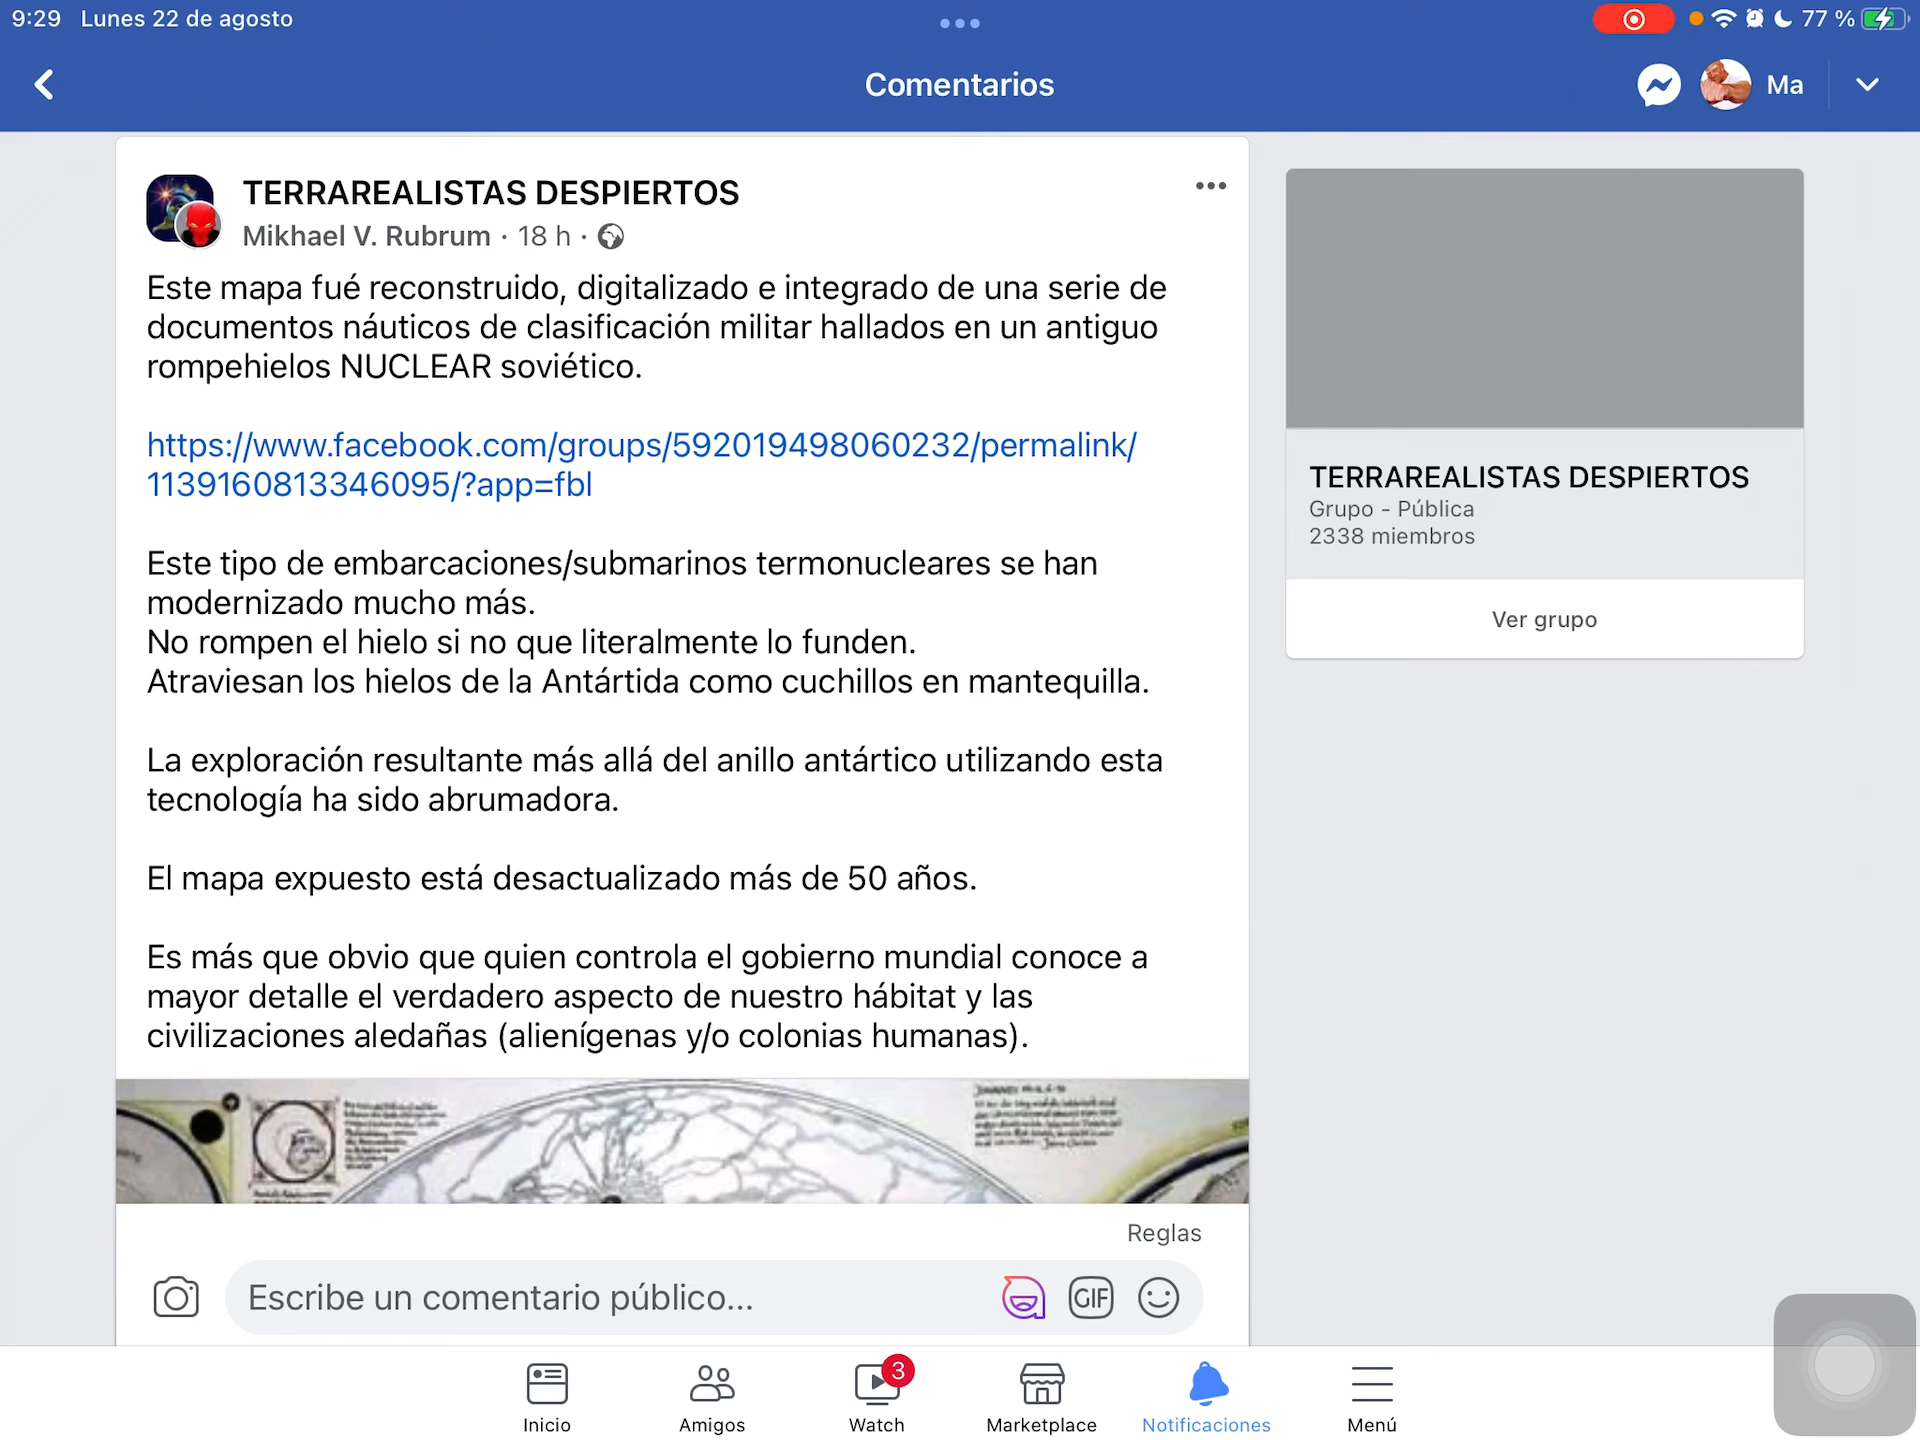 9:29 Lunes 22 de agosto
77 %
Comentarios
Ma
TERRAREALISTAS DESPIERTOS
Mikhael V. Rubrum · 18 h ·
Este mapa fué reconstruido, digitalizado e integrado de una serie de
documentos náuticos de clasificación militar hallados en un antiguo
rompehielos NUCLEAR soviético.
https://www.facebook.com/groups/592019498060232/permalink/
1139160813346095/?app=fbl
Este tipo de embarcaciones/submarinos termonucleares se han
modernizado mucho más.
No rompen el hielo si no que literalmente lo funden.
Atraviesan los hielos de la Antártida como cuchillos en mantequilla.
La exploración resultante más allá del anillo antártico utilizando esta
tecnología ha sido abrumadora.
El mapa expuesto está desactualizado más de 50 años.
Es más que obvio que quien controla el gobierno mundial conoce a
mayor detalle el verdadero aspecto de nuestro hábitat y las
civilizaciones aledañas (alienígenas y/o colonias humanas).
TERRAREALISTAS DESPIERTOS
Grupo - Pública
2338 miembros
Ver grupo
Reglas
Escribe un comentario público...
GIF
3
Inicio
Amigos
Watch
Marketplace
Notificaciones
Menú